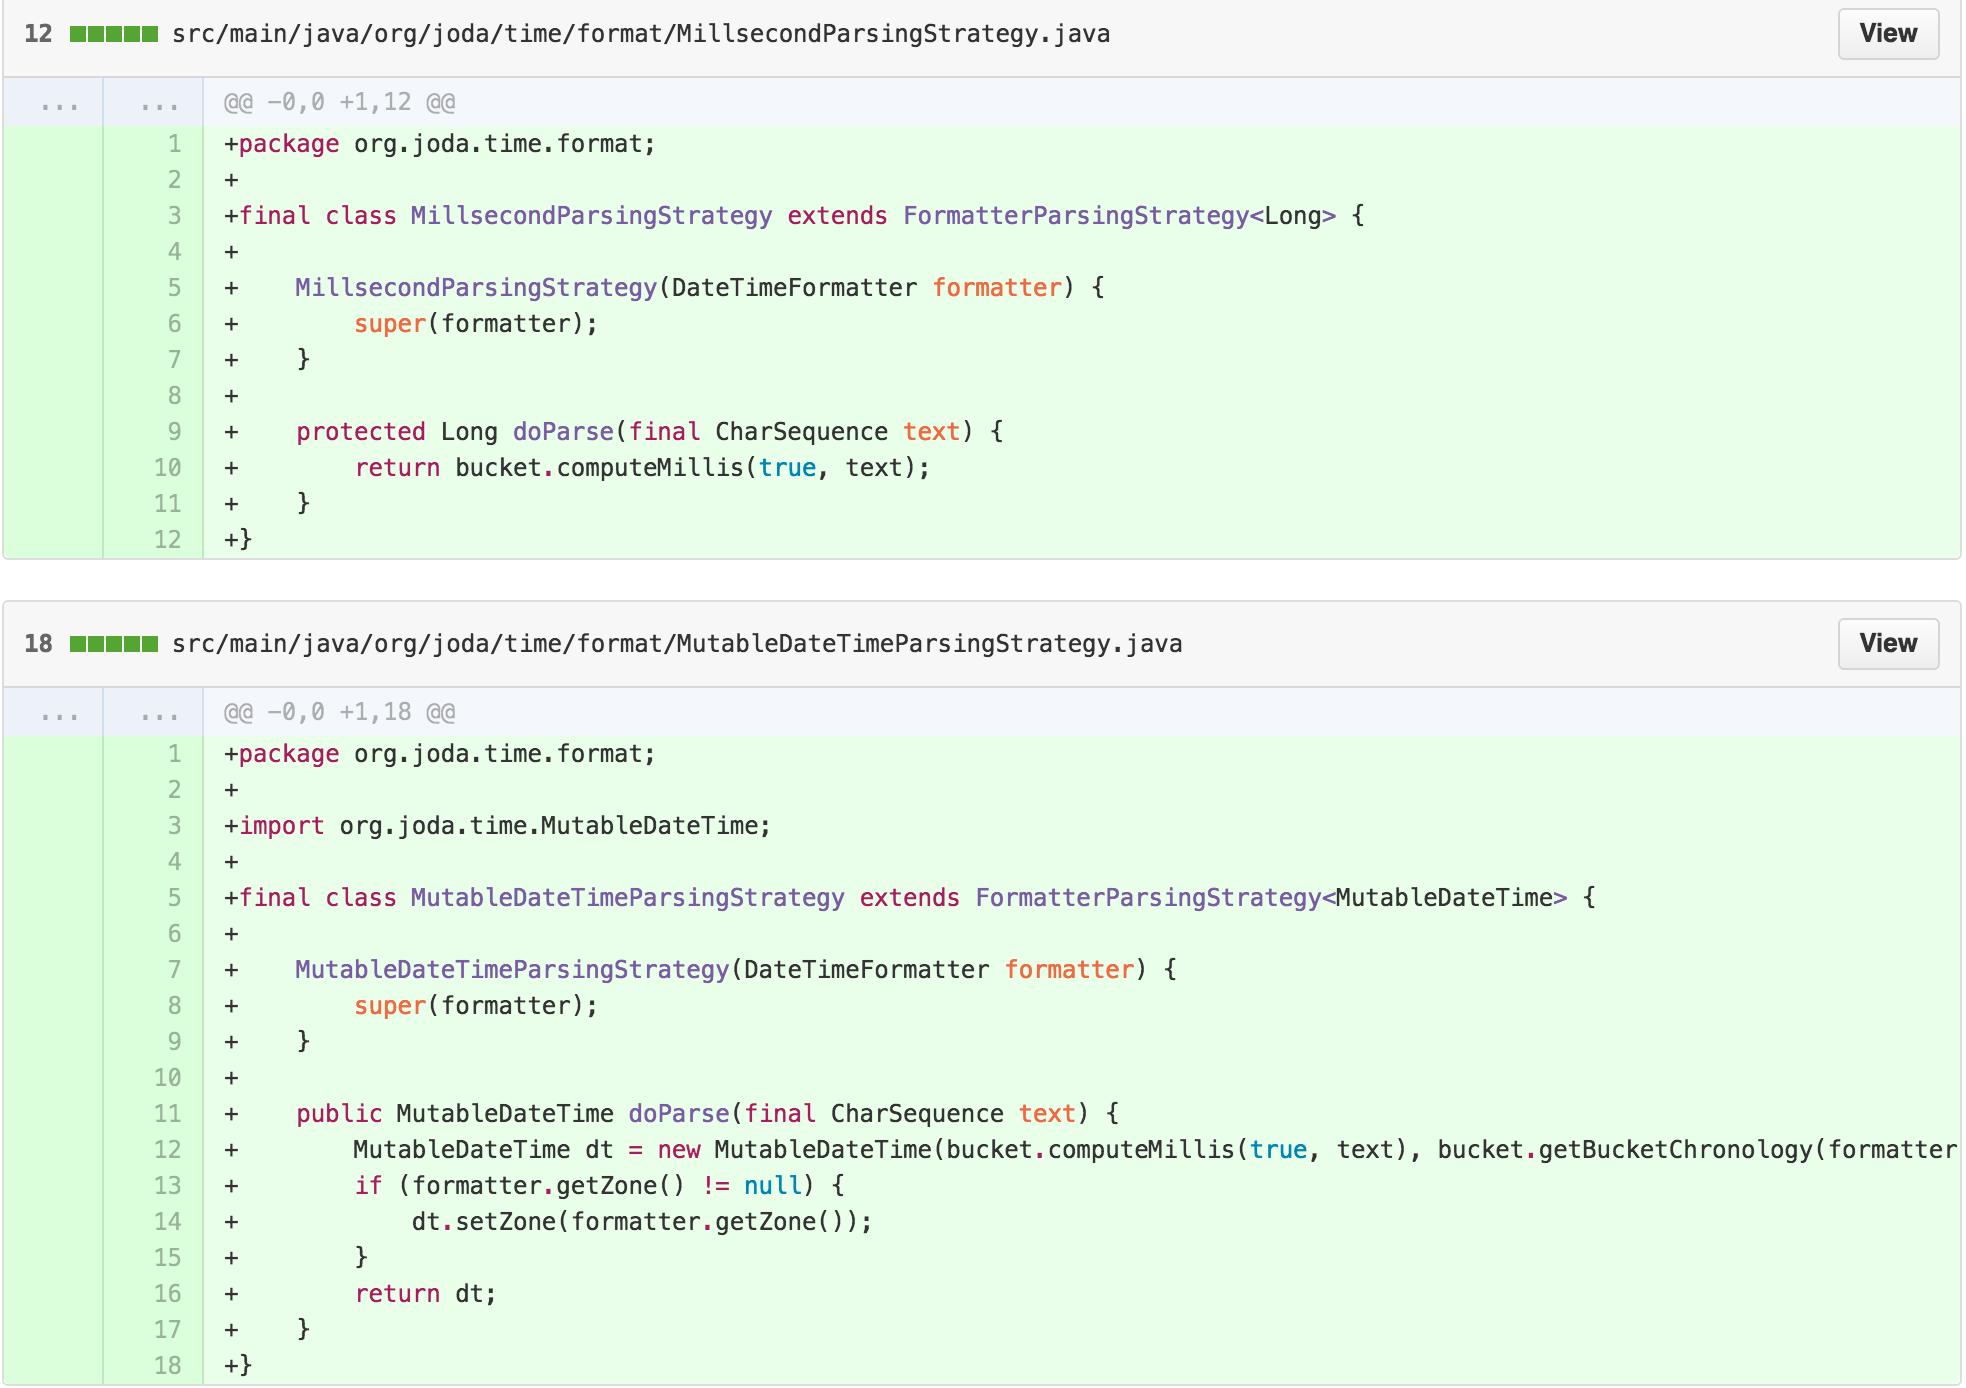 12 src/main/java/org/joda/time/format/MillsecondParsingStrategy.java View
... ... @@ -0,0 +1,12 @@
1 +package org.joda.time.format;
2 +
3 +final class MillsecondParsingStrategy extends FormatterParsingStrategy<Long> {
4 +
5 +    MillsecondParsingStrategy(DateTimeFormatter formatter) {
6 +        super(formatter);
7 +    }
8 +
9 +    protected Long doParse(final CharSequence text) {
10 +        return bucket.computeMillis(true, text);
11 +    }
12 +}
18 src/main/java/org/joda/time/format/MutableDateTimeParsingStrategy.java View
... ... @@ -0,0 +1,18 @@
1 +package org.joda.time.format;
2 +
3 +import org.joda.time.MutableDateTime;
4 +
5 +final class MutableDateTimeParsingStrategy extends FormatterParsingStrategy<MutableDateTime> {
6 +
7 +    MutableDateTimeParsingStrategy(DateTimeFormatter formatter) {
8 +        super(formatter);
9 +    }
10 +
11 +    public MutableDateTime doParse(final CharSequence text) {
12 +        MutableDateTime dt = new MutableDateTime(bucket.computeMillis(true, text), bucket.getBucketChronology(formatter
13 +        if (formatter.getZone() != null) {
14 +            dt.setZone(formatter.getZone());
15 +        }
16 +        return dt;
17 +    }
18 +}